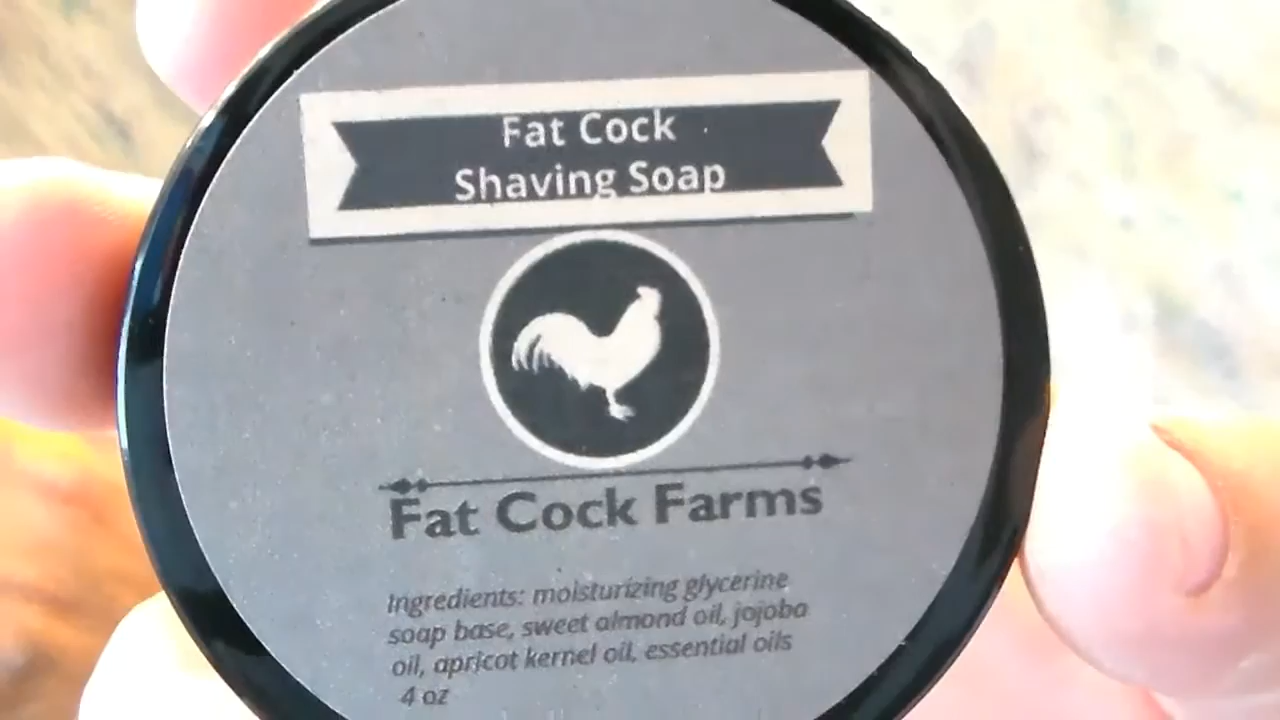 Fat Cock
Shaving Soap
Fat Cock Farms
Ingredients: moisturizing glycerine
soap base, sweet almond oil, jojoba
oil, apricot kernel oil, essential oils
4 oz